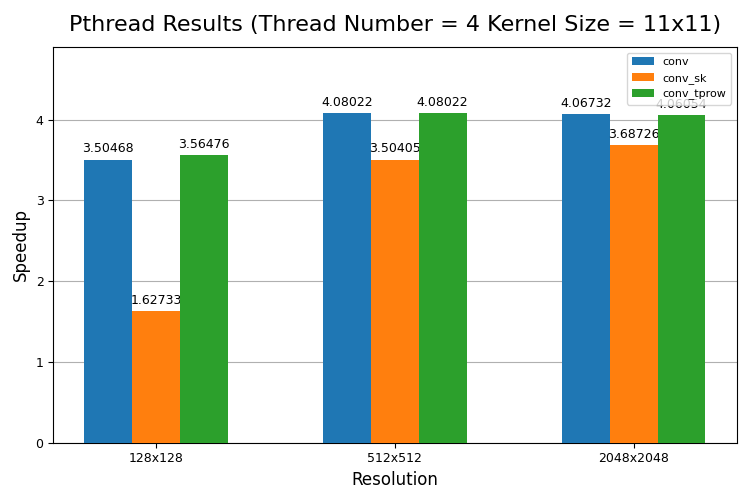 Pthread Results (Thread Number = 4 Kernel Size = 11x11)
conv
conv_sk
conv_tprow
4.08022
4.08022
4.06732
4.06054
3.50468
3.56476
3.50405
3.68726
1.62733
Speedup
4
3
2
1
0
128x128
512x512
2048x2048
Resolution